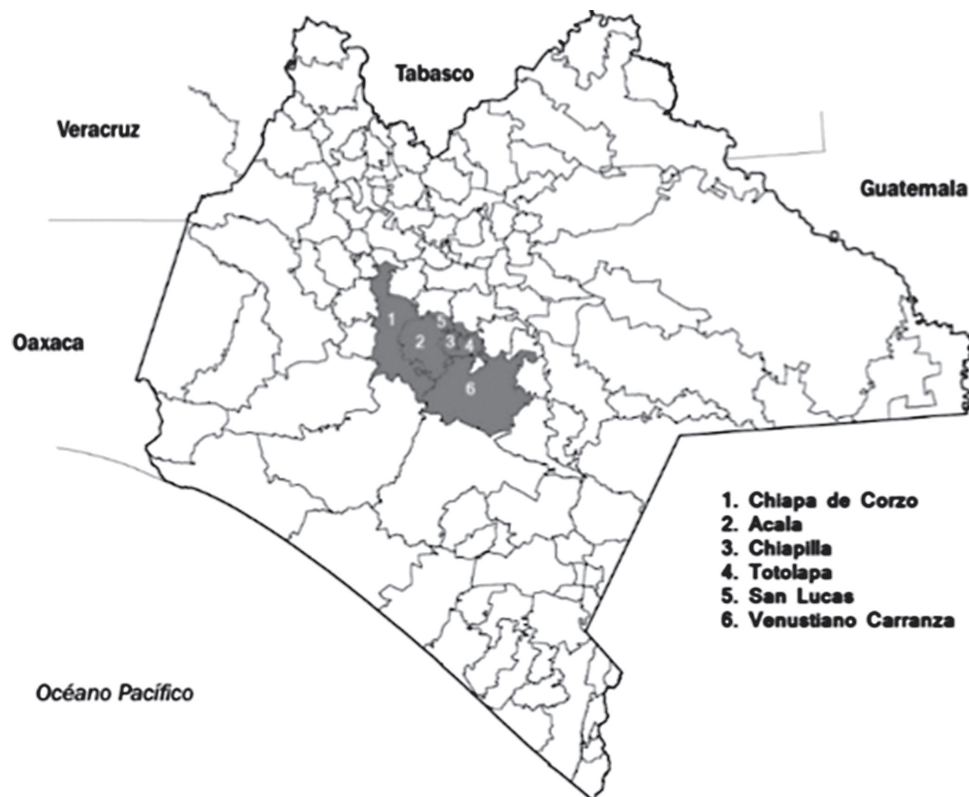 Tabasco
Veracruz
Guatemala
Oaxaca
1
5
2
3
4
6
1. Chiapa de Corzo
2. Acala
3. Chiapilla
4. Totolapa
5. San Lucas
6. Venustiano Carranza
Océano Pacífico